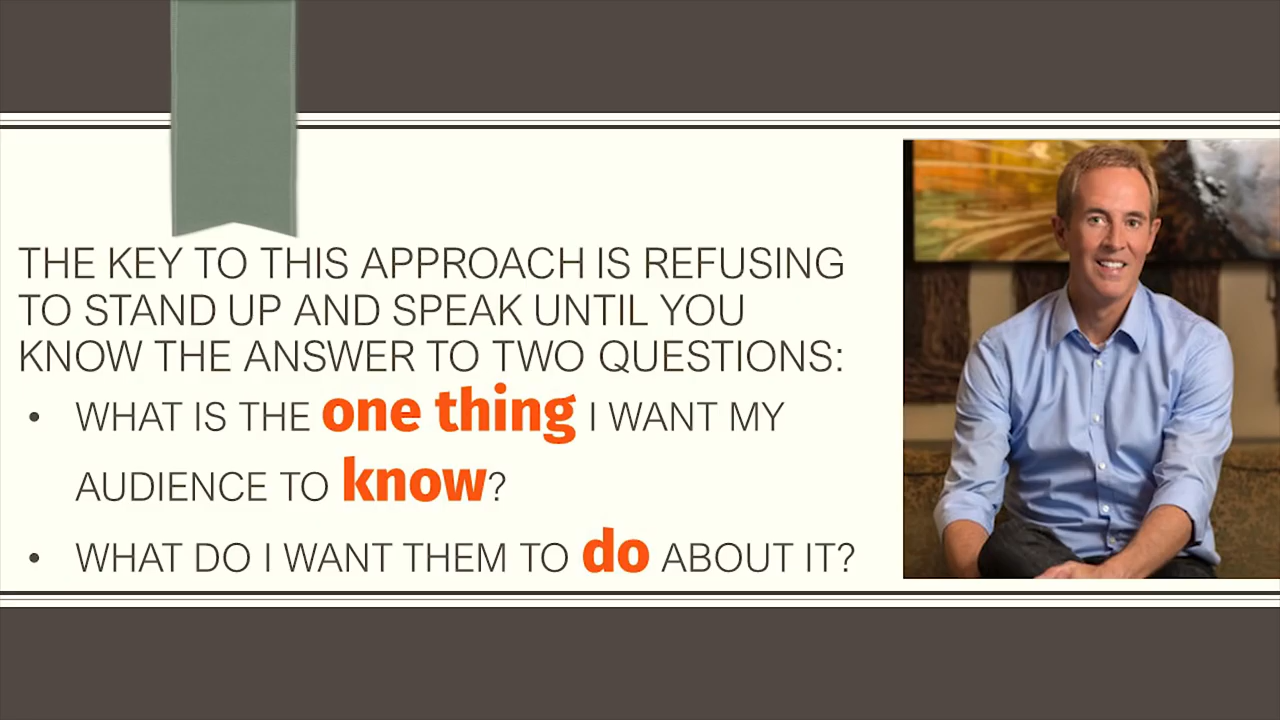 THE KEY TO THIS APPROACH IS REFUSING
TO STAND UP AND SPEAK UNTIL YOU
KNOW THE ANSWER TO TWO QUESTIONS:
• WHAT IS THE one thing I WANT MY
AUDIENCE TO know?
• WHAT DO I WANT THEM TO do ABOUT IT?